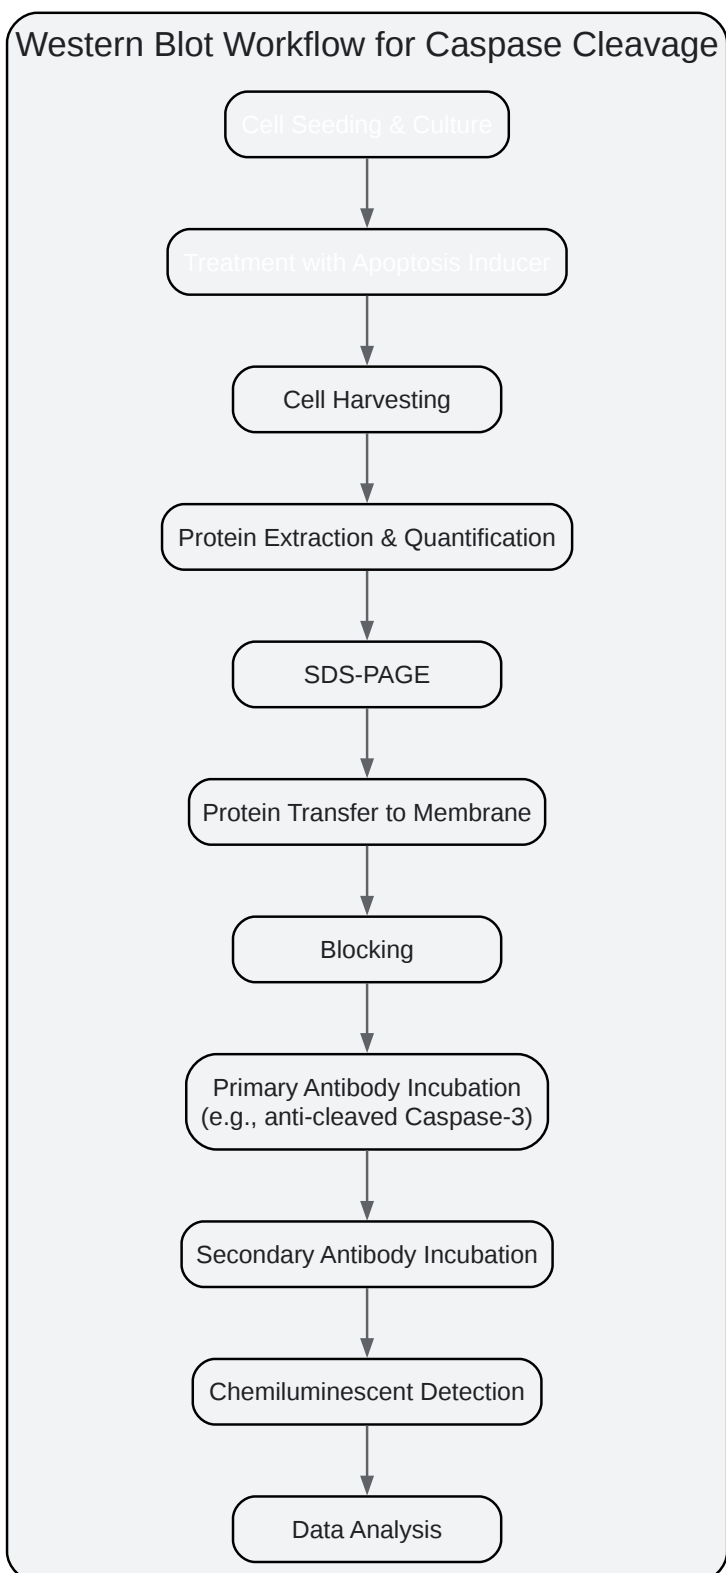 Western Blot Workflow for Caspase Cleavage
Cell Seeding & Culture
Treatment with Apoptosis Inducer
Cell Harvesting
Protein Extraction & Quantification
SDS-PAGE
Protein Transfer to Membrane
Blocking
Primary Antibody Incubation
(e.g., anti-cleaved Caspase-3)
Secondary Antibody Incubation
Chemiluminescent Detection
Data Analysis